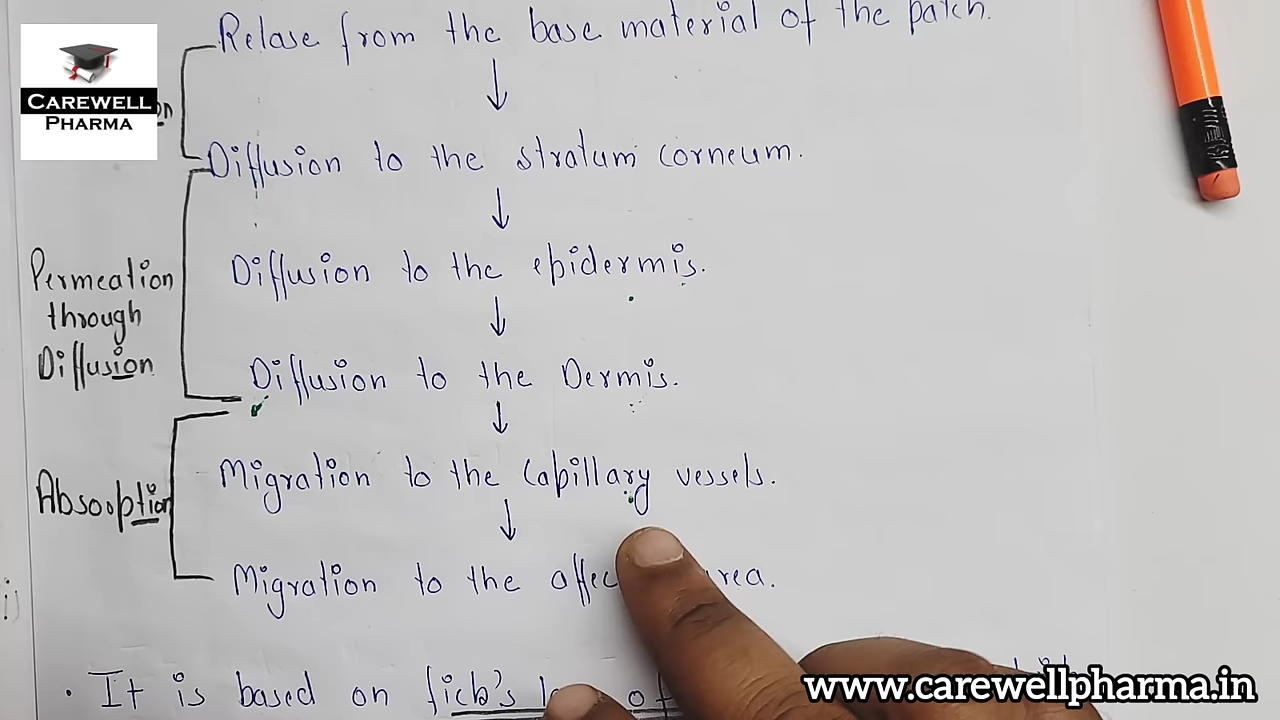 Relase from the base material of the patch.
CAREWELL
PHARMA
Diffusion to the stratum corneum.
Diffusion to the epidermis.
Permeation
through
Diffusion
Diffusion to the Dermis.
Migration to the Capillary vessels.
Absooption
Migration to the
• It is based on fick's
www.carewellpharma.in